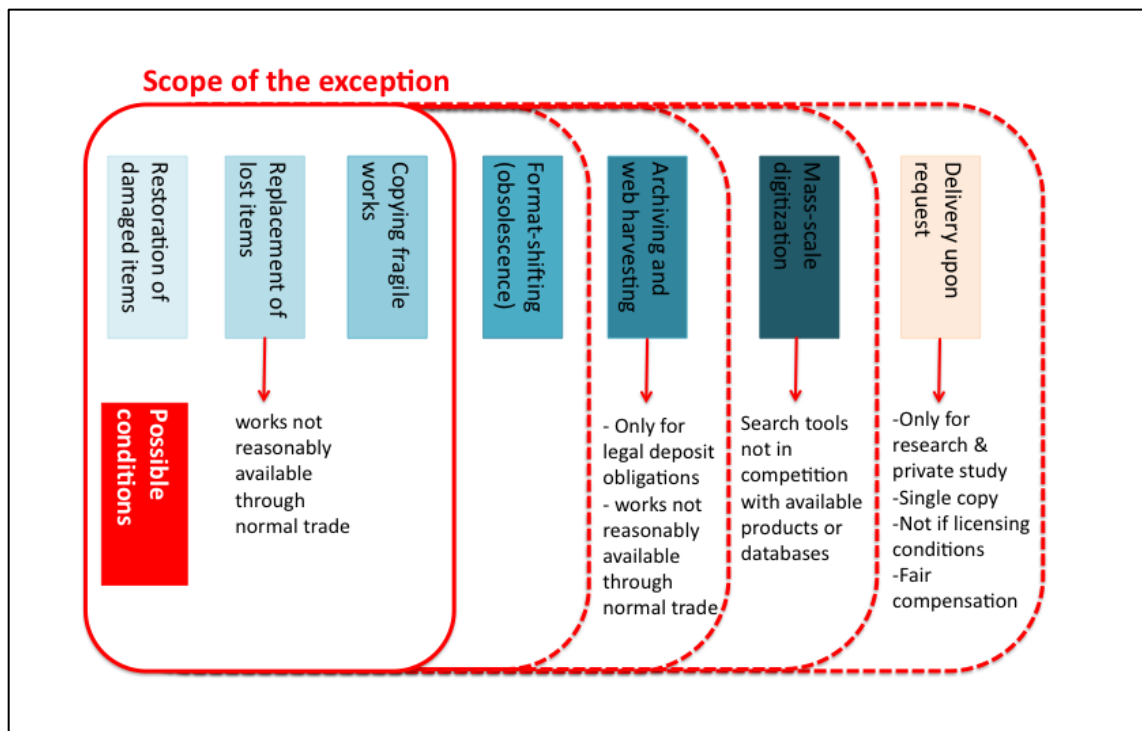 Scope of the exception
Restoration of
damaged items
Replacement of
lost items
Copying fragile
works
Format-shifting
(obsolescence)
Archiving and
web harvesting
Mass-scale
digitization
Delivery upon
request
Possible
conditions
works not
reasonably
available
through
normal trade
- Only for
legal deposit
obligations
- works not
reasonably
available
through
normal trade
Search tools
not in
competition
with available
products or
databases
-Only for
research &
private study
-Single copy
-Not if licensing
conditions
-Fair
compensation